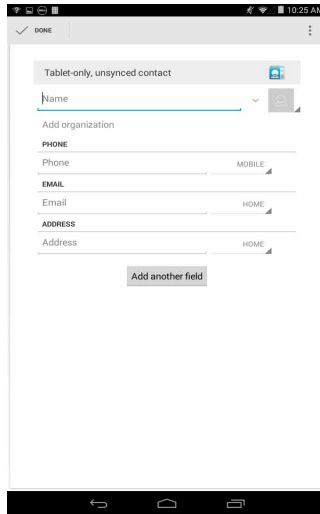 10:25 AM
DONE
Tablet-only, unsynced contact
Name
Add organization
PHONE
Phone MOBILE
EMAIL
Email HOME
ADDRESS
Address HOME
Add another field